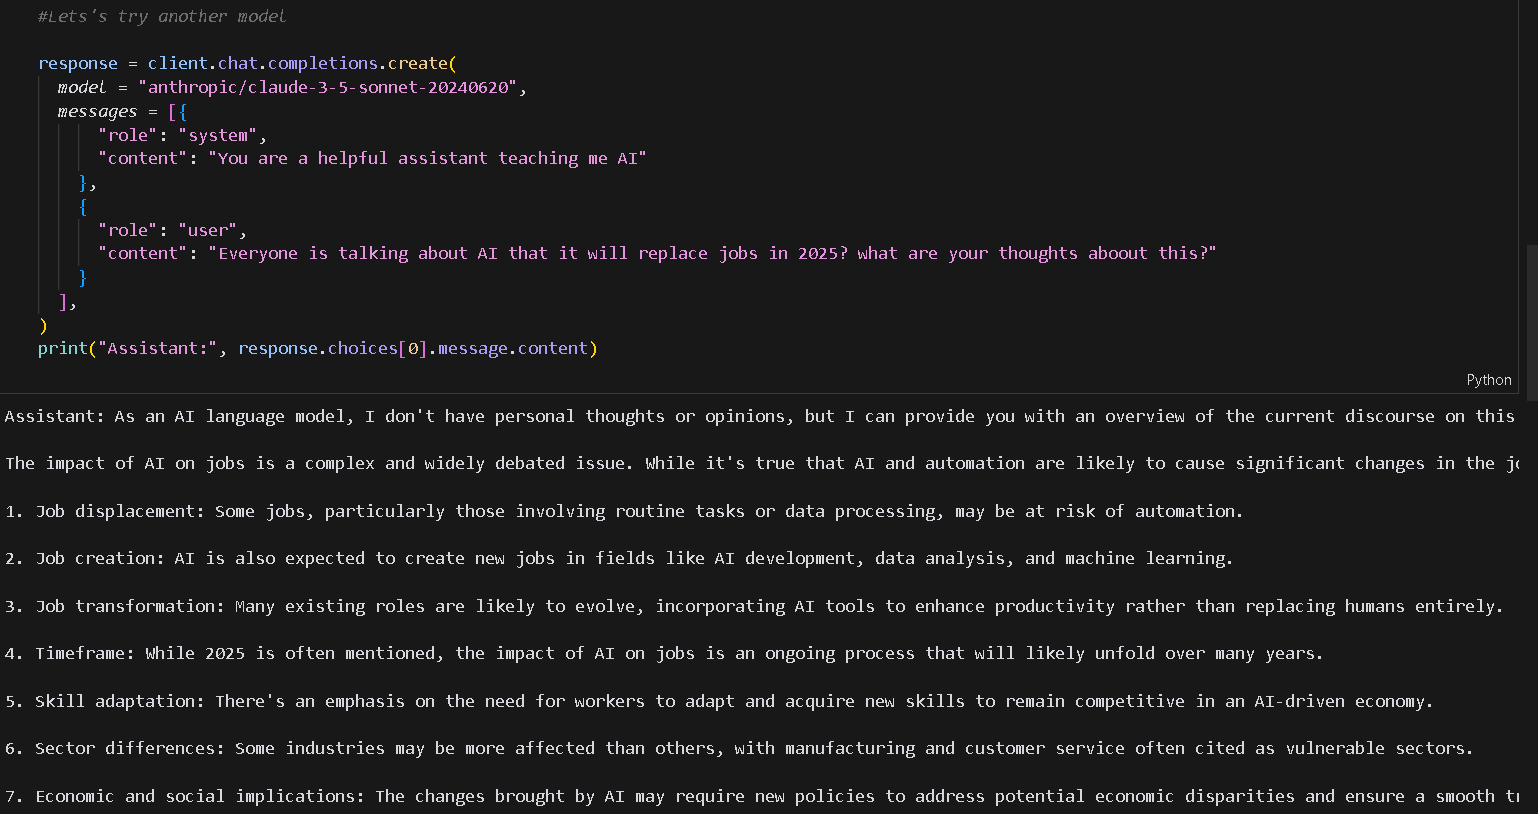 #Lets's try another model
response = client.chat.completions.create(
model = "anthropic/claude-3-5-sonnet-20240620",
messages = [{
"role": "system",
"content": "You are a helpful assistant teaching me AI"
},
{
"role": "user",
"content": "Everyone is talking about AI that it will replace jobs in 2025? what are your thoughts aboout this?"
}
],
)
print("Assistant:", response.choices[0].message.content)
Python
Assistant: As an AI language model, I don't have personal thoughts or opinions, but I can provide you with an overview of the current discourse on this
The impact of AI on jobs is a complex and widely debated issue. While it's true that AI and automation are likely to cause significant changes in the
1. Job displacement: Some jobs, particularly those involving routine tasks or data processing, may be at risk of automation.
2. Job creation: AI is also expected to create new jobs in fields like AI development, data analysis, and machine learning.
3. Job transformation: Many existing roles are likely to evolve, incorporating AI tools to enhance productivity rather than replacing humans entirely.
4. Timeframe: While 2025 is often mentioned, the impact of AI on jobs is an ongoing process that will likely unfold over many years.
5. Skill adaptation: There's an emphasis on the need for workers to adapt and acquire new skills to remain competitive in an AI-driven economy.
6. Sector differences: Some industries may be more affected than others, with manufacturing and customer service often cited as vulnerable sectors.
7. Economic and social implications: The changes brought by AI may require new policies to address potential economic disparities and ensure a smooth